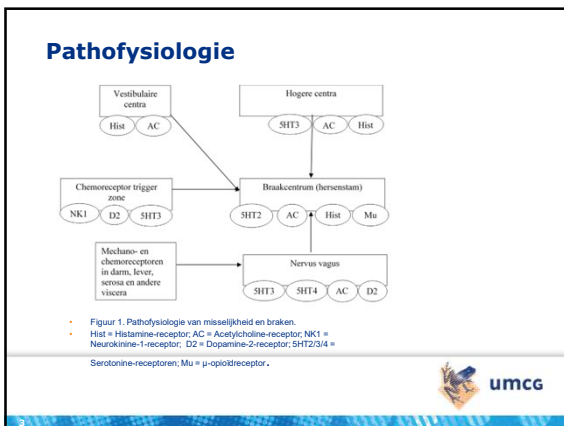 Pathofysiologie
Vestibulaire
centra
Hist
AC
Hogere centra
5HT3
AC
Hist
Chemoreceptor trigger
zone
NK1
D2
5HT3
Braakcentrum (hersenstam)
5HT2
AC
Hist
Mu
Mechano- en
chemoreceptoren
in darm, lever,
serosa en andere
viscera
Nervus vagus
5HT3
5HT4
AC
D2
• Figuur 1. Pathofysiologie van misselijkheid en braken.
• Hist = Histamine-receptor; AC = Acetylcholine-receptor; NK1 =
Neurokinine-1-receptor; D2 = Dopamine-2-receptor; 5HT2/3/4 =
Serotonine-receptoren; Mu = μ-opioïdreceptor.
umcg
3